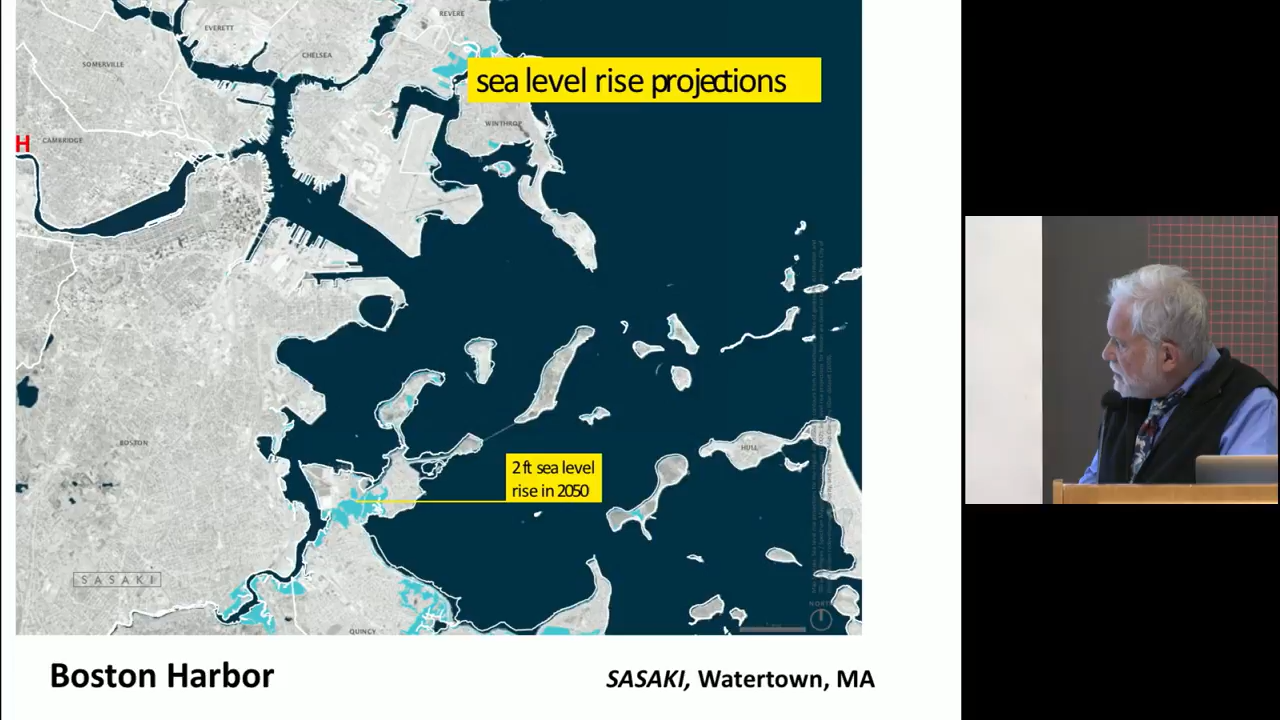 REVERE
EVERETT
CHELSEA
SOMERVILLE
sea level rise projections
WINTHROP
H
CAMBRIDGE
BOSTON
HULL
2 ft sea level
rise in 2050
SASAKI
NORTH
QUINCY
Boston Harbor
SASAKI, Watertown, MA